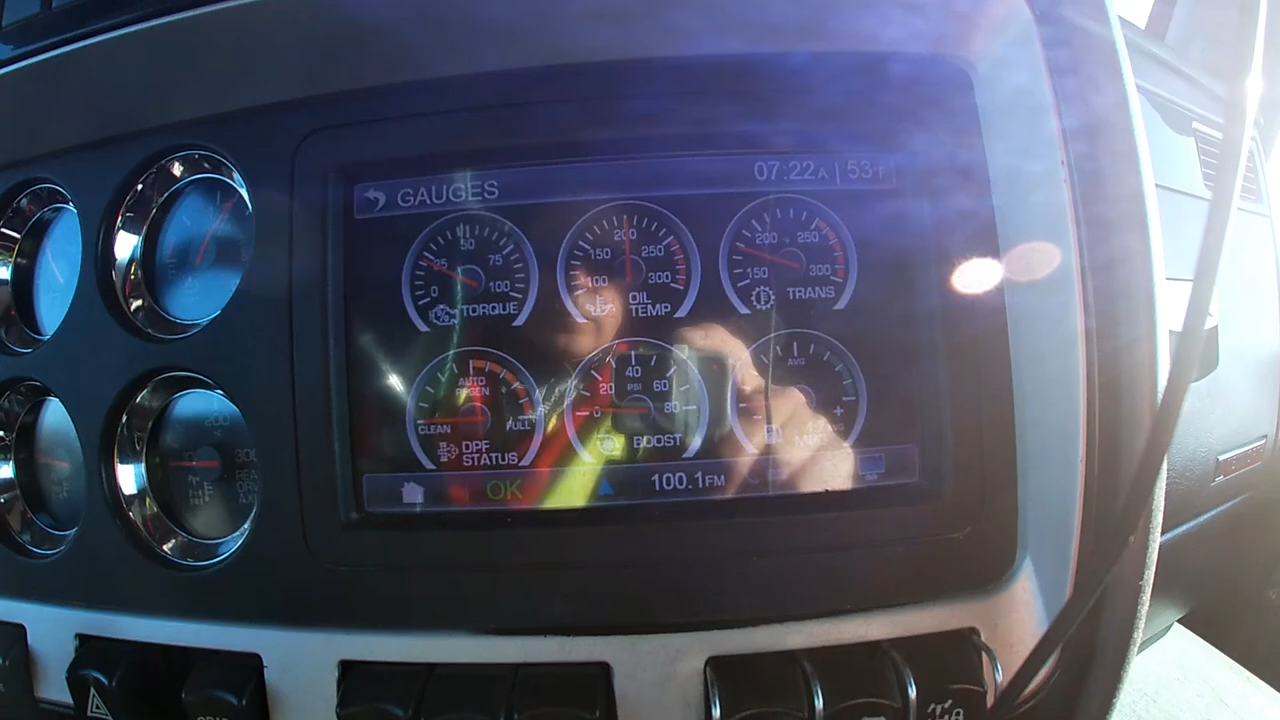 GAUGES
07:22A | 53°F
50
25
75
0
100
% TORQUE
200
150
250
100
300
OIL
TEMP
200
°F
250
150
300
TRANS
AUTO
REGEN
CLEAN
FULL
DPF
STATUS
40
PSI
20
60
0
80
BOOST
AVG
+
-
OK
100.1FM
200
300